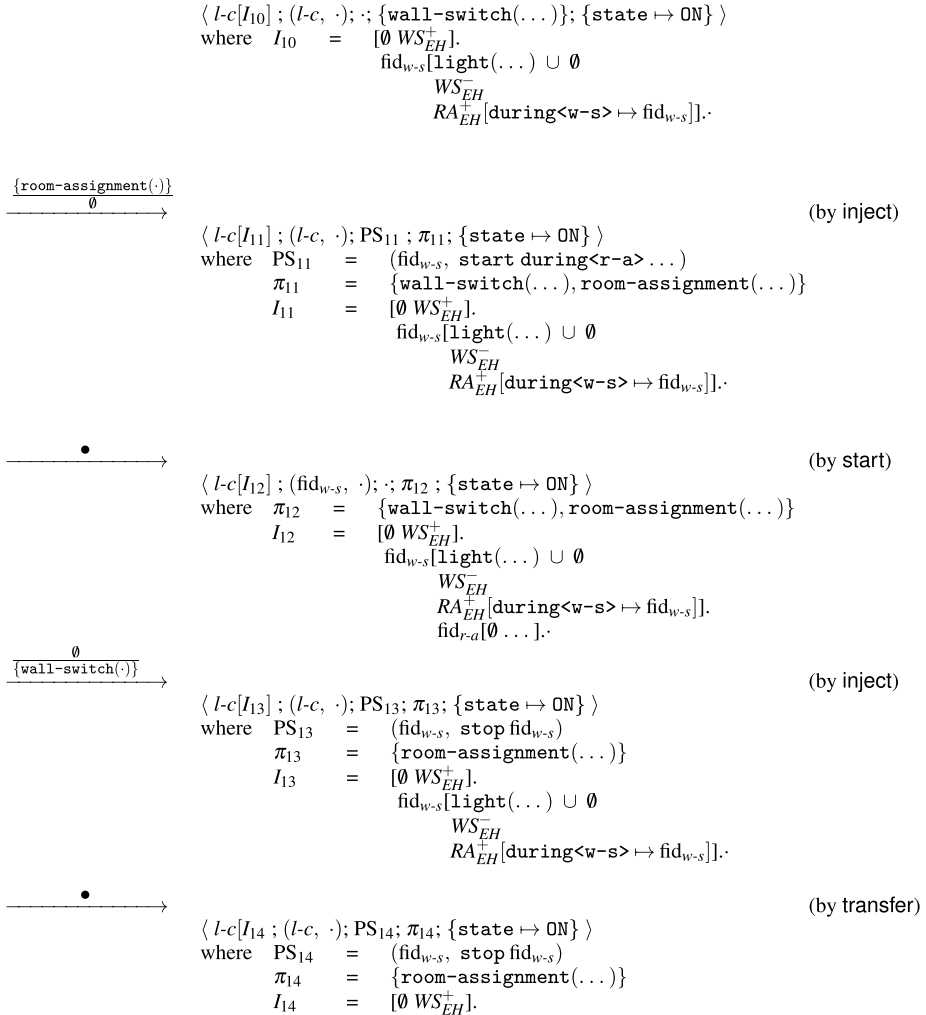 ⟨ l-c[I10] ; (l-c, ·); ·; {wall-switch(...)}; {state ↦ ON} ⟩
where I10 = [∅ WS+EH].
fidw-s[light(...) ∪ ∅
WS−EH
RA+EH[during<w-s> ↦ fidw-s]].·
{room-assignment(·)}
∅
(by inject)
⟨ l-c[I11] ; (l-c, ·); PS11 ; π11; {state ↦ ON} ⟩
where PS11 = (fidw-s, start during<r-a> ...)
π11 = {wall-switch(...), room-assignment(...)}
I11 = [∅ WS+EH].
fidw-s[light(...) ∪ ∅
WS−EH
RA+EH[during<w-s> ↦ fidw-s]].·
•
(by start)
⟨ l-c[I12] ; (fidw-s, ·); ·; π12 ; {state ↦ ON} ⟩
where π12 = {wall-switch(...), room-assignment(...)}
I12 = [∅ WS+EH].
fidw-s[light(...) ∪ ∅
WS−EH
RA+EH[during<w-s> ↦ fidw-s]].
fidr-a[∅ ...].·
∅
{wall-switch(·)}
(by inject)
⟨ l-c[I13] ; (l-c, ·); PS13; π13; {state ↦ ON} ⟩
where PS13 = (fidw-s, stop fidw-s)
π13 = {room-assignment(...)}
I13 = [∅ WS+EH].
fidw-s[light(...) ∪ ∅
WS−EH
RA+EH[during<w-s> ↦ fidw-s]].·
•
(by transfer)
⟨ l-c[I14 ; (l-c, ·); PS14; π14; {state ↦ ON} ⟩
where PS14 = (fidw-s, stop fidw-s)
π14 = {room-assignment(...)}
I14 = [∅ WS+EH].